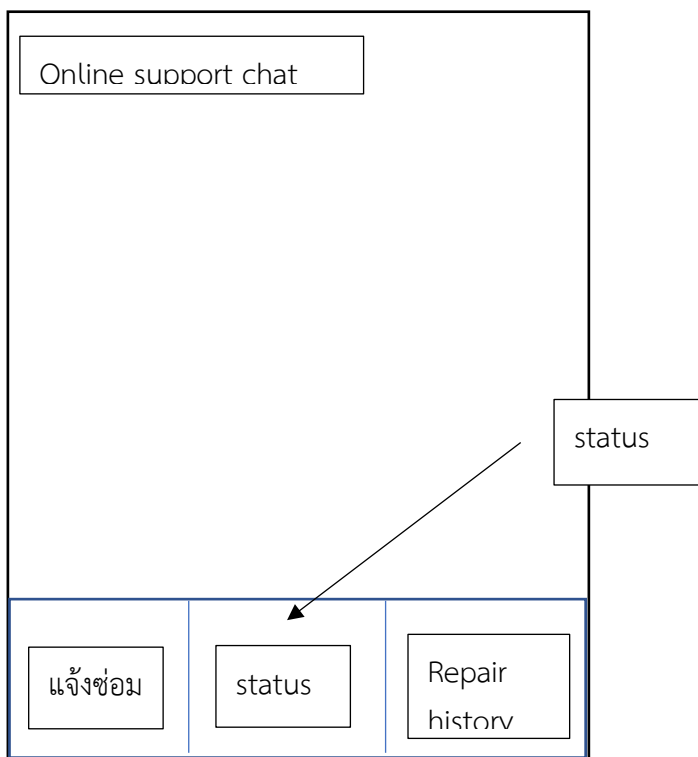 Online support chat
status
แจ้งซ่อม
status
Repair
history